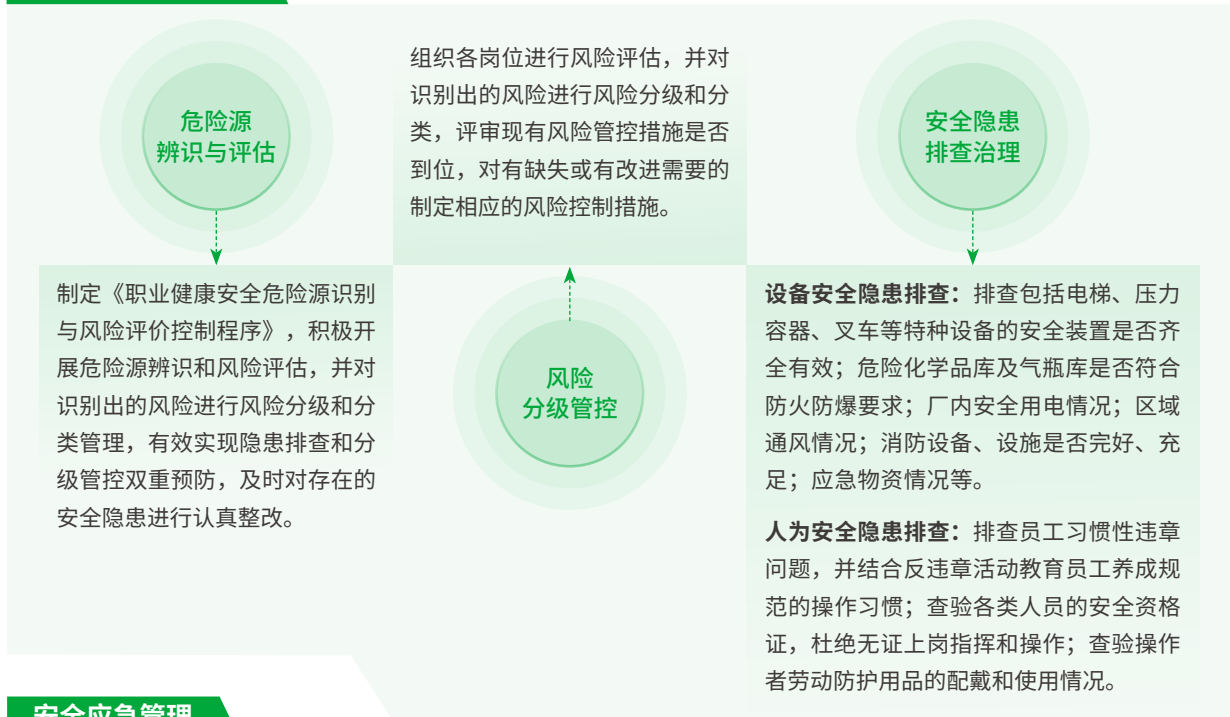 危险源
辨识与评估
制定《职业健康安全危险源识别
与风险评价控制程序》，积极开
展危险源辨识和风险评估，并对
识别出的风险进行风险分级和分
类管理，有效实现隐患排查和分
级管控双重预防，及时对存在的
安全隐患进行认真整改。
组织各岗位进行风险评估，并对
识别出的风险进行风险分级和分
类，评审现有风险管控措施是否
到位，对有缺失或有改进需要的
制定相应的风险控制措施。
风险
分级管控
安全隐患
排查治理
设备安全隐患排查：排查包括电梯、压力
容器、叉车等特种设备的安全装置是否齐
全有效；危险化学品库及气瓶库是否符合
防火防爆要求；厂内安全用电情况；区域
通风情况；消防设备、设施是否完好、充
足；应急物资情况等。
人为安全隐患排查：排查员工习惯性违章
问题，并结合反违章活动教育员工养成规
范的操作习惯；查验各类人员的安全资格
证，杜绝无证上岗指挥和操作；查验操作
者劳动防护用品的配戴和使用情况。
安全应急管理